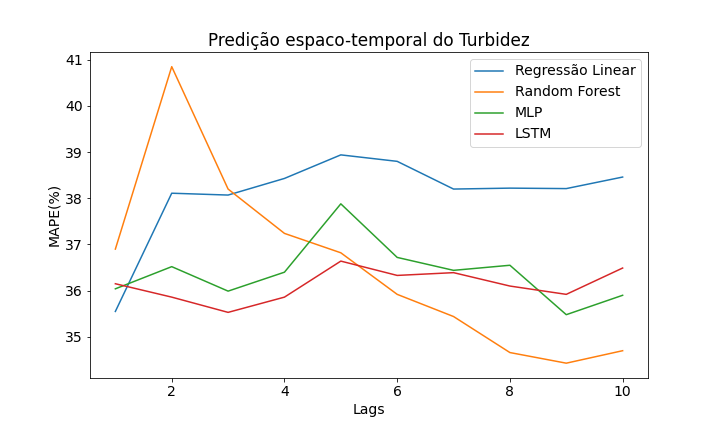 Predição espaco-temporal do Turbidez
41
40
39
38
37
36
35
MAPE(%)
Regressão Linear
Random Forest
MLP
LSTM
2
4
6
8
10
Lags